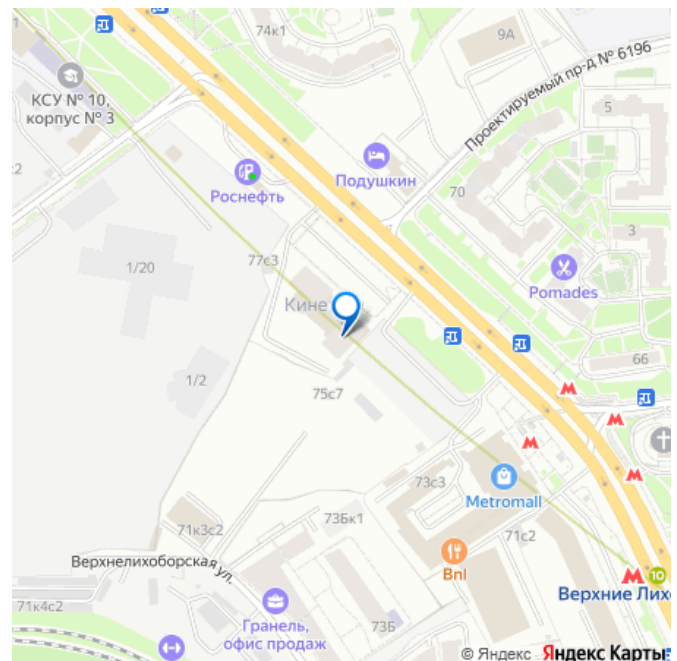 74к1
9А
Проектируемый пр-д № 6196
КСУ № 10,
корпус № 3
5
Подушкин
Роснефть
70
3
77с3
1/20
Pomades
Кине
66
1/2
75с7
73с3
Metromall
71с2
73Бк1
71к3с2
Bnl
Верхнелихоборская ул.
10
Верхние Лихо
71к4с2
Гранель,
офис продаж
73Б
© Яндекс Яндекс Карты